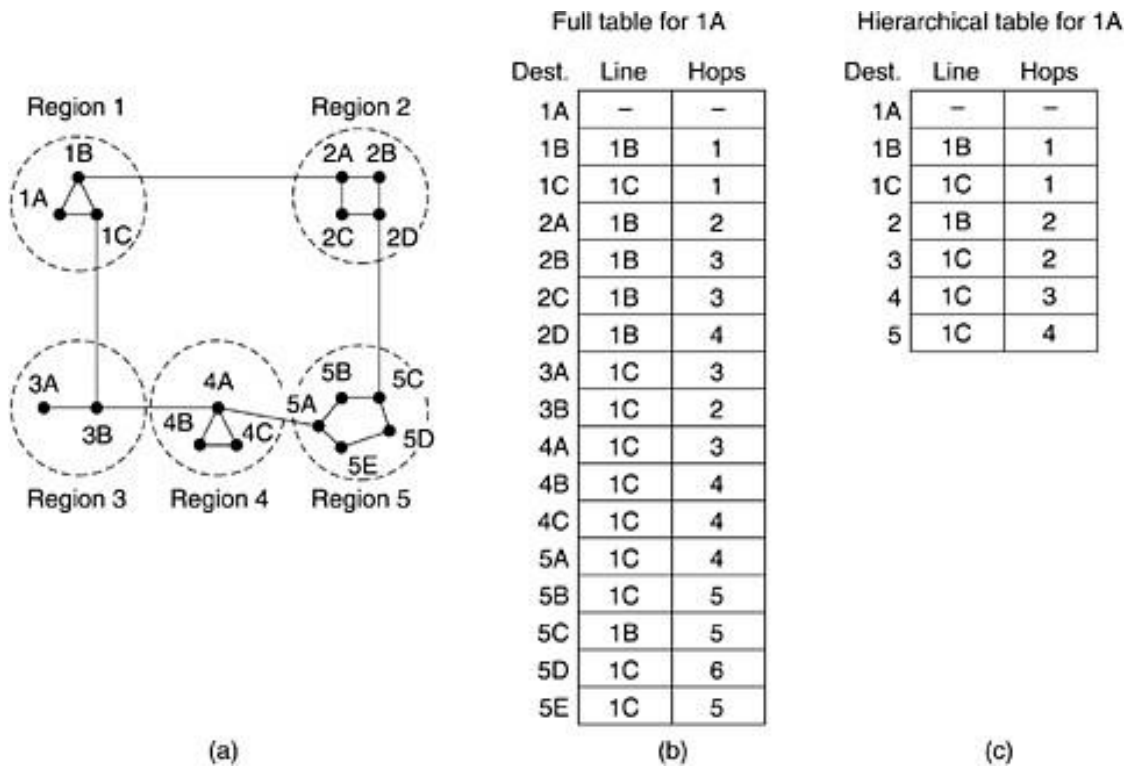 Full table for 1A
Hierarchical table for 1A
Dest. Line Hops
Dest. Line Hops
Region 1
Region 2
1B
2A 2B
1A
1C
2C 2D
3A
3B
4A
4B
4C
5B
5C
5A
5D
5E
Region 3
Region 4
Region 5
1A – –
1B 1B 1
1C 1C 1
2A 1B 2
2B 1B 3
2C 1B 3
2D 1B 4
3A 1C 3
3B 1C 2
4A 1C 3
4B 1C 4
4C 1C 4
5A 1C 4
5B 1C 5
5C 1B 5
5D 1C 6
5E 1C 5
1A – –
1B 1B 1
1C 1C 1
2 1B 2
3 1C 2
4 1C 3
5 1C 4
(a)
(b)
(c)